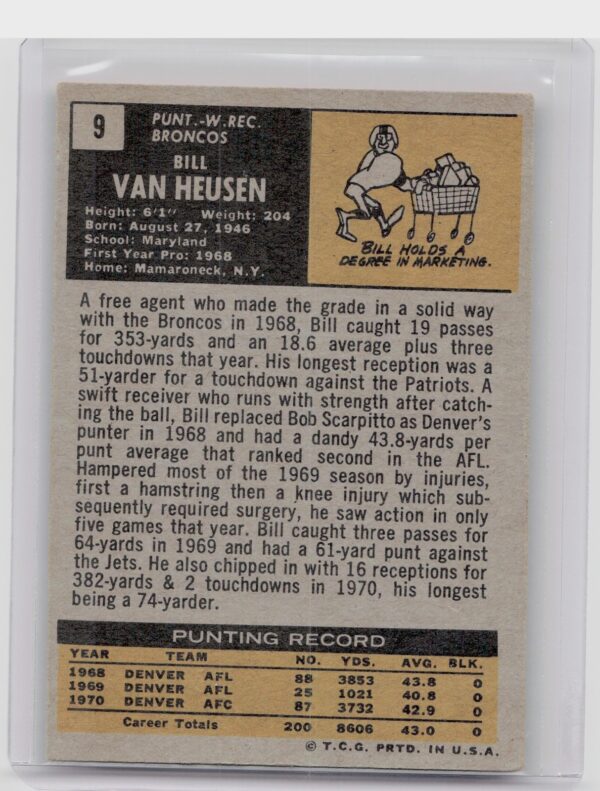 9
PUNT.-W.REC.
BRONCOS
BILL
VAN HEUSEN
Height: 6'1" Weight: 204
Born: August 27, 1946
School: Maryland
First Year Pro: 1968
Home: Mamaroneck, N.Y.
BILL HOLDS A
DEGREE IN MARKETING.
A free agent who made the grade in a solid way
with the Broncos in 1968, Bill caught 19 passes
for 353-yards and an 18.6 average plus three
touchdowns that year. His longest reception was a
51-yarder for a touchdown against the Patriots. A
swift receiver who runs with strength after catch-
ing the ball, Bill replaced Bob Scarpitto as Denver's
punter in 1968 and had a dandy 43.8-yards per
punt average that ranked second in the AFL.
Hampered most of the 1969 season by injuries,
first a hamstring then a knee injury which sub-
sequently required surgery, he saw action in only
five games that year. Bill caught three passes for
64-yards in 1969 and had a 61-yard punt against
the Jets. He also chipped in with 16 receptions for
382-yards & 2 touchdowns in 1970, his longest
being a 74-yarder.
PUNTING RECORD
YEAR TEAM NO. YDS. AVG. BLK.
1968 DENVER AFL 88 3853 43.8 0
1969 DENVER AFL 25 1021 40.8 0
1970 DENVER AFC 87 3732 42.9 0
Career Totals 200 8606 43.0 0
© T.C.G. PRTD. IN U.S.A.